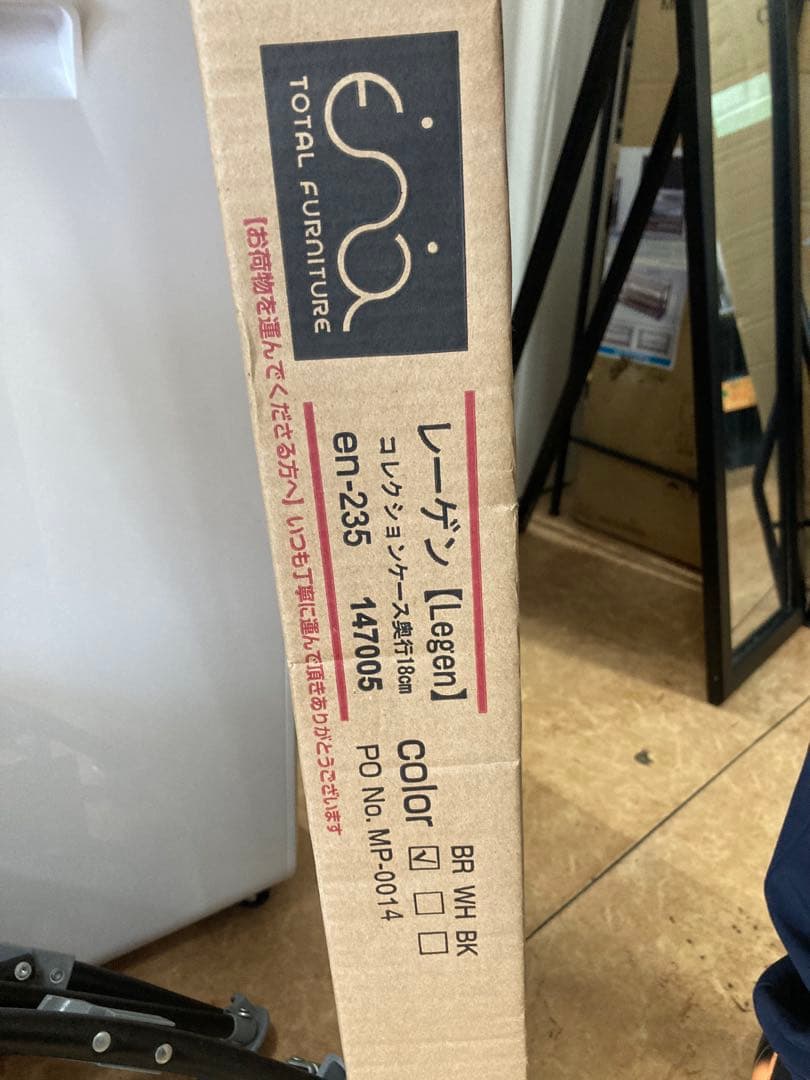 eina
TOTAL FURNITURE
レーゲン【Legen】
コレクションケース奥行18cm
en-235 147005
color
BR WH BK
PO No. MP-0014
【お荷物を運んでくださる方へ】いつも丁寧に運んで頂きありがとうございます